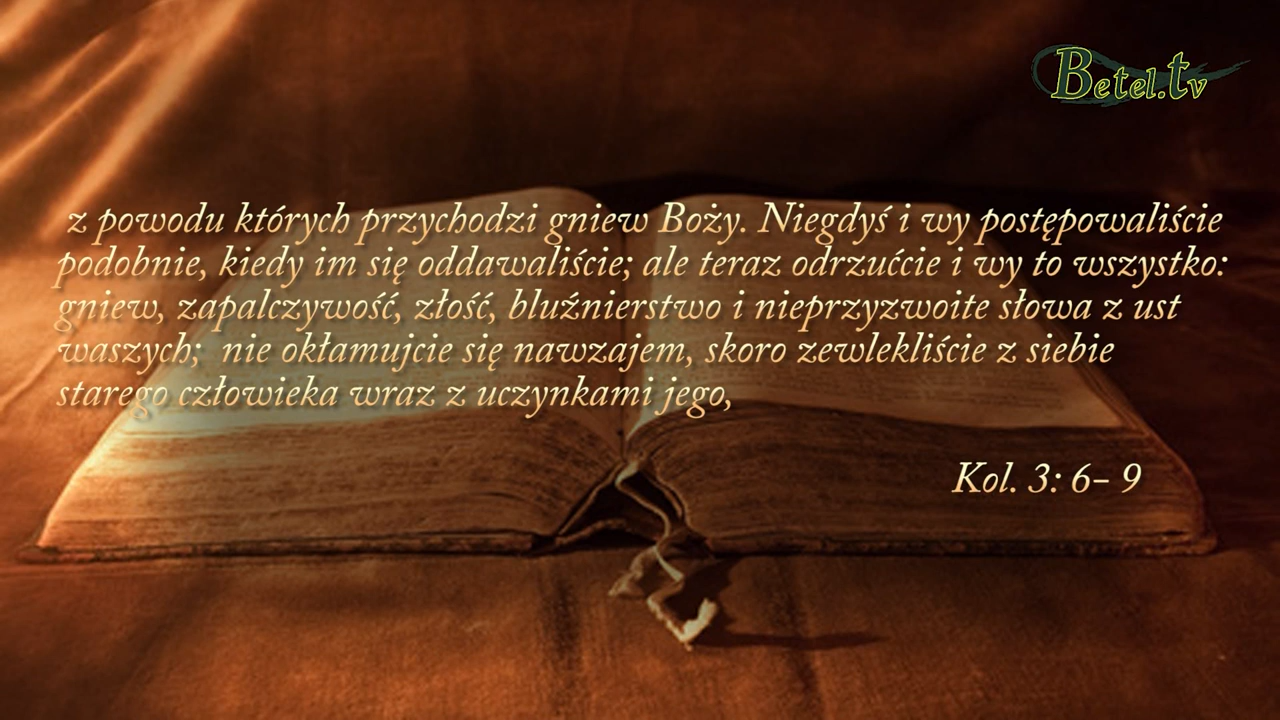 Betel.tv
z powodu których przychodzi gniew Boży. Niegdyś i wy postępowaliście
podobnie, kiedy im się oddawaliście; ale teraz odrzućcie i wy to wszystko:
gniew, zapalczywość, złość, bluźnierstwo i nieprzyzwoite słowa z ust
waszych;  nie okłamujcie się nawzajem, skoro zewlekliście z siebie
starego człowieka wraz z uczynkami jego,
Kol. 3: 6- 9